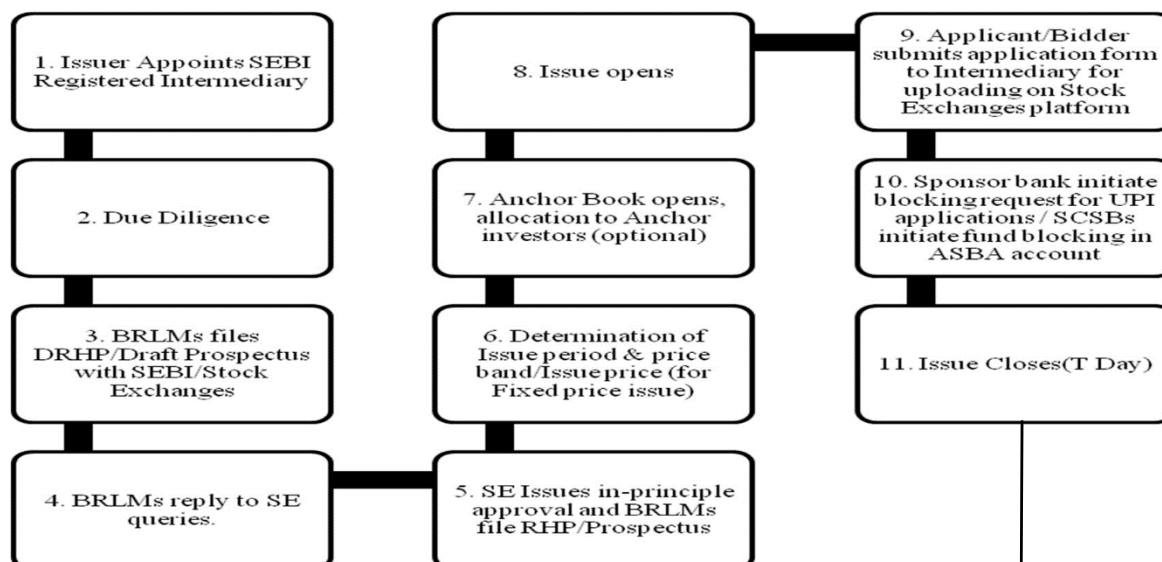 1. Issuer Appoints SEBI
Registered Intermediary
2. Due Diligence
3. BRLMs files
DRHP/Draft Prospectus
with SEBI/Stock
Exchanges
4. BRLMs reply to SE
queries.
5. SE Issues in-principle
approval and BRLMs
file RHP/Prospectus
6. Determination of
Issue period & price
band/Issue price (for
Fixed price issue)
7. Anchor Book opens,
allocation to Anchor
investors (optional)
8. Issue opens
9. Applicant/Bidder
submits application form
to Intermediary for
uploading on Stock
Exchanges platform
10. Sponsor bank initiate
blocking request for UPI
applications / SCSBs
initiate fund blocking in
ASBA account
11. Issue Closes(T Day)